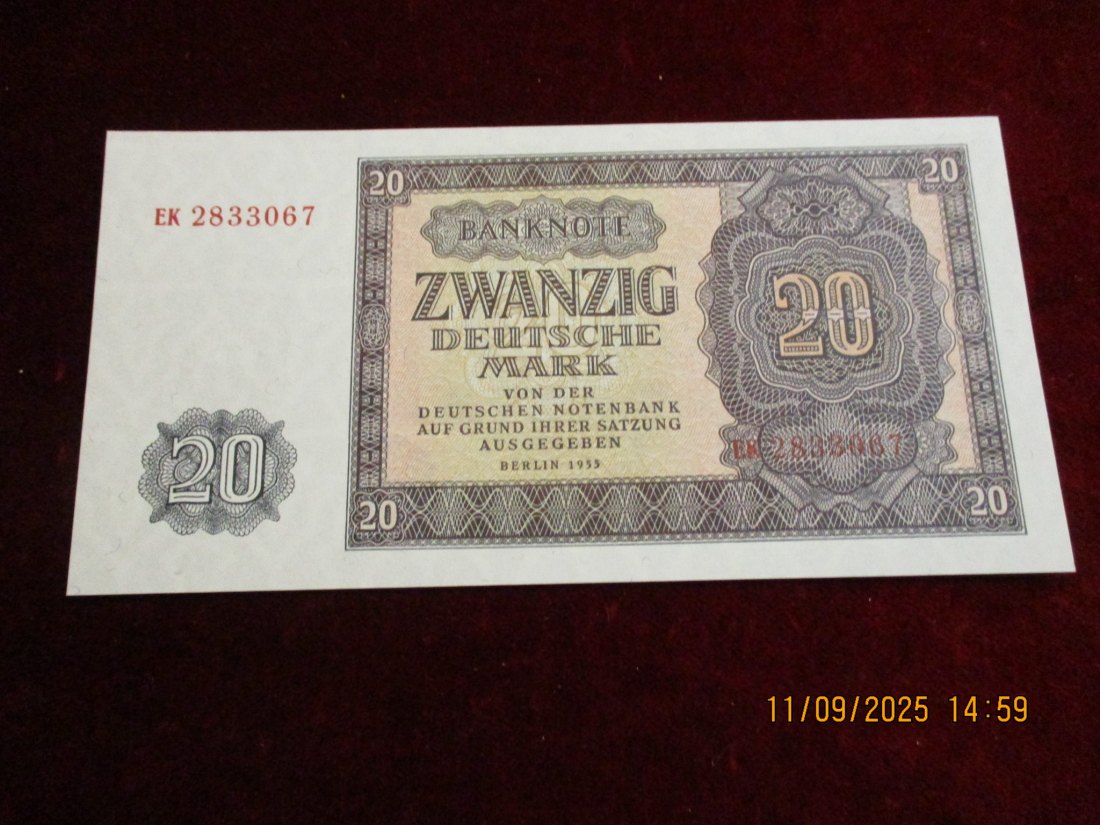 EK 2833067
20
20
BANKNOTE
ZWANZIG
DEUTSCHE
MARK
VON DER
DEUTSCHEN NOTENBANK
AUF GRUND IHRER SATZUNG
AUSGEGEBEN
BERLIN 1955
20
EK 2833067
20
20
20
11/09/2025 14:59